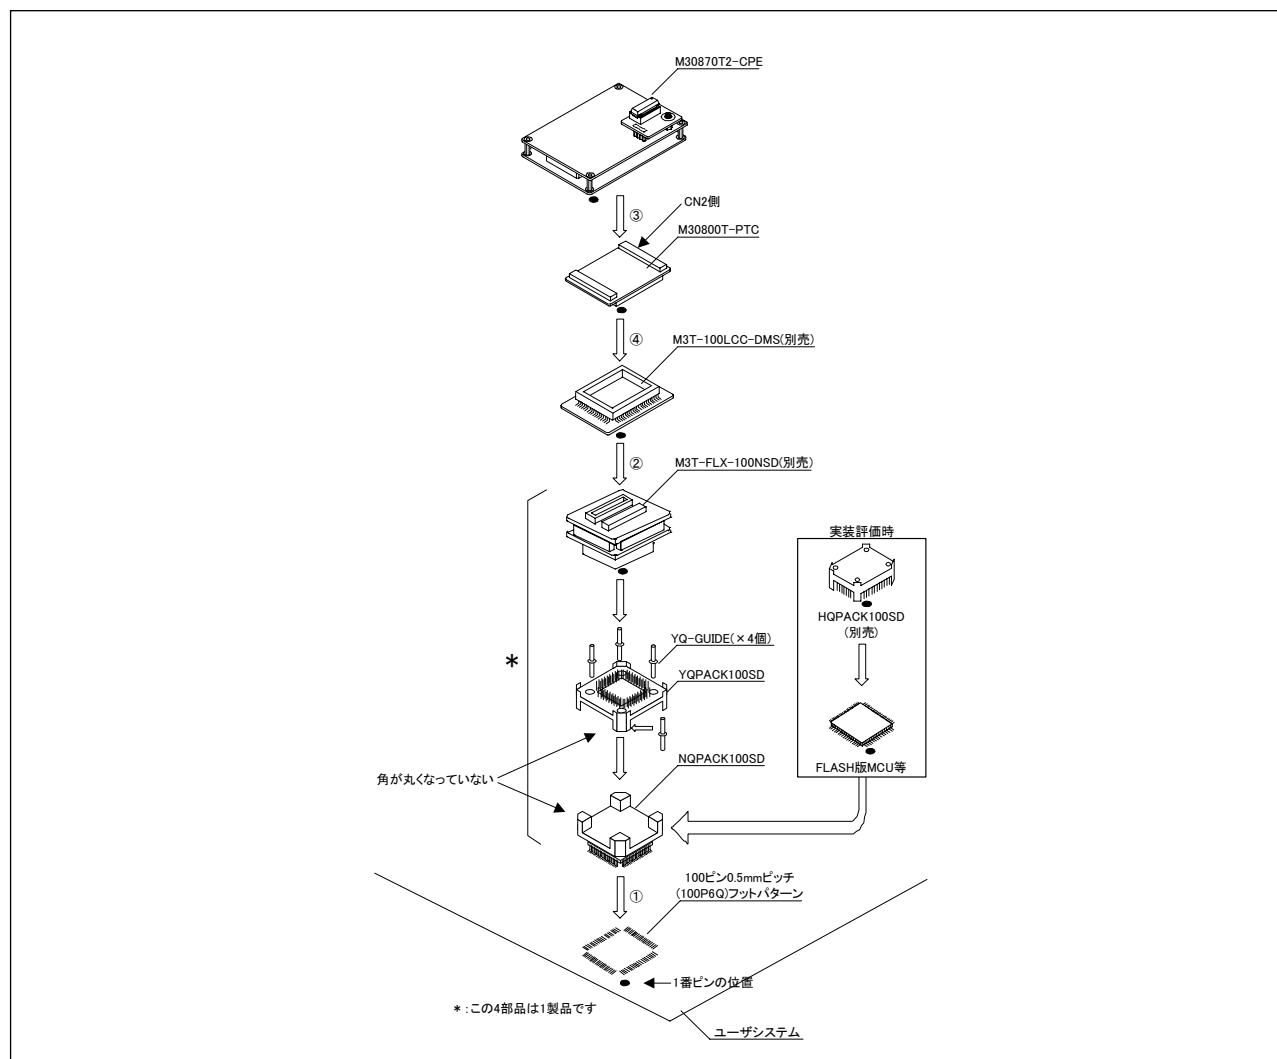 M30870T2-CPE
CN2側
③
M30800T-PTC
④
M3T-100LCC-DMS(別売)
②
M3T-FLX-100NSD(別売)
実装評価時
HQPACK100SD
(別売)
YQ-GUIDE(×4個)
*
YQPACK100SD
NQPACK100SD
FLASH版MCU等
角が丸くなっていない
100ピン0.5mmピッチ
(100P6Q)フットパターン
①
1番ピンの位置
* :この4部品は1製品です
ユーザシステム